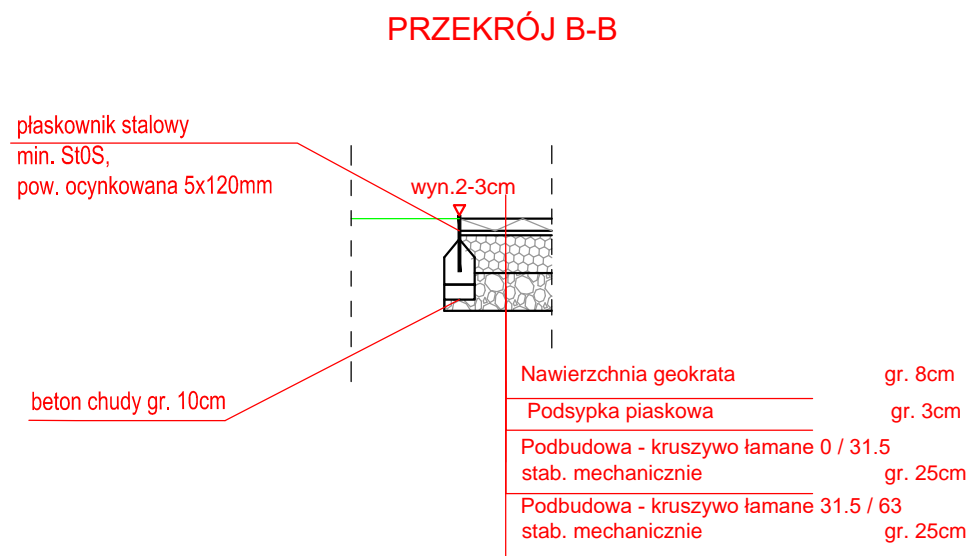 PRZEKRÓJ B-B
płaskownik stalowy
min. St0S,
pow. ocynkowana 5x120mm
wyn.2-3cm
beton chudy gr. 10cm
Nawierzchnia geokrata gr. 8cm
Podsypka piaskowa gr. 3cm
Podbudowa - kruszywo łamane 0 / 31.5
stab. mechanicznie gr. 25cm
Podbudowa - kruszywo łamane 31.5 / 63
stab. mechanicznie gr. 25cm